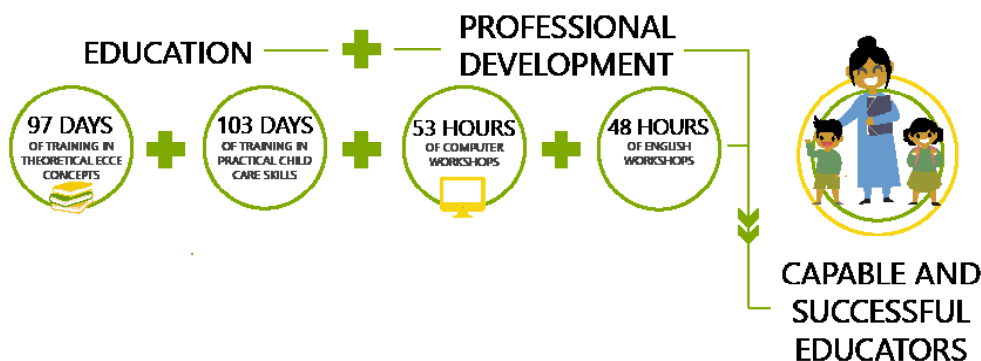 EDUCATION
PROFESSIONAL
DEVELOPMENT
97 DAYS
OF TRAINING IN
THEORETICAL ECCE
CONCEPTS
103 DAYS
OF TRAINING IN
PRACTICAL CHILD
CARE SKILLS
53 HOURS
OF COMPUTER
WORKSHOPS
48 HOURS
OF ENGLISH
WORKSHOPS
CAPABLE AND
SUCCESSFUL
EDUCATORS